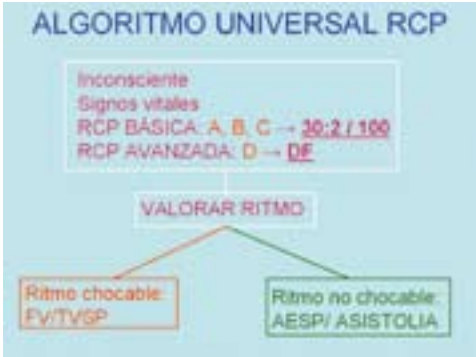 ALGORITMO UNIVERSAL RCP
Inconsciente
Signos vitales
RCP BÁSICA: A, B, C → 30:2 / 100
RCP AVANZADA: D → DF
VALORAR RITMO
Ritmo chocable:
FV/TVSP
Ritmo no chocable:
AESP/ ASISTOLIA